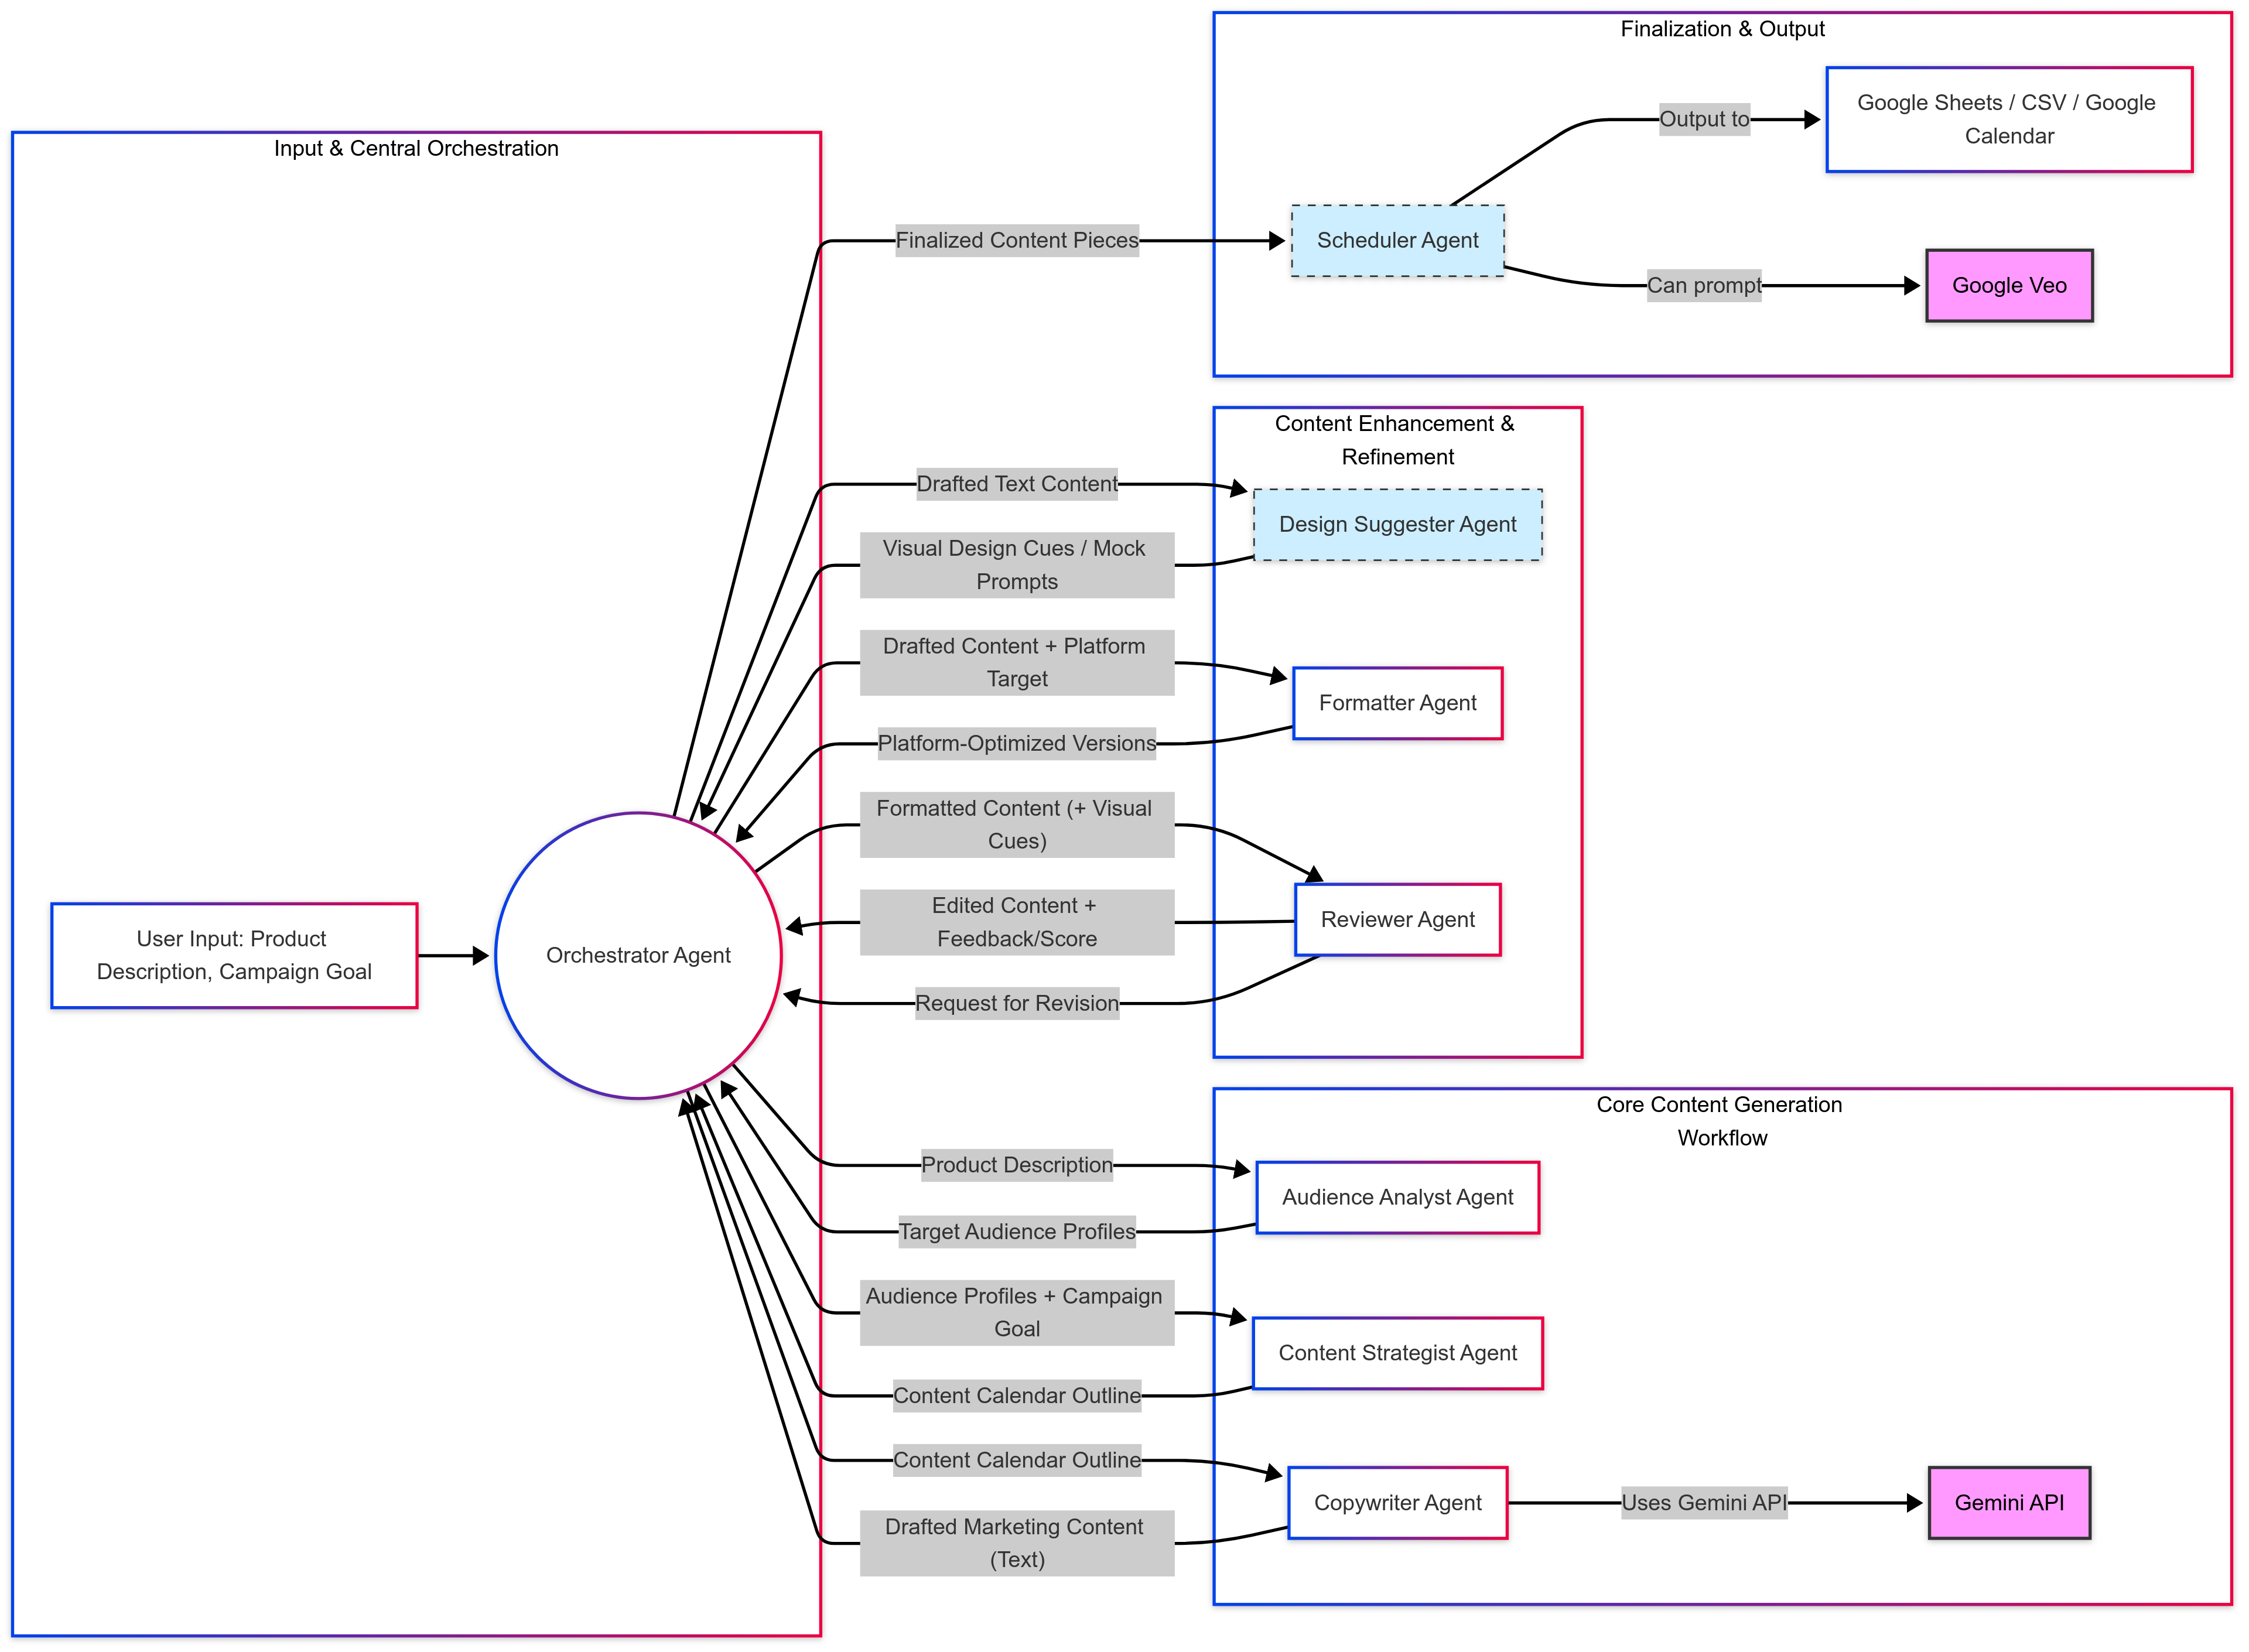 Finalization & Output
Google Sheets / CSV / Google
Calendar
Output to
Scheduler Agent
Can prompt
Google Veo
Input & Central Orchestration
Finalized Content Pieces
Content Enhancement &
Refinement
Drafted Text Content
Design Suggester Agent
Visual Design Cues / Mock
Prompts
Drafted Content + Platform
Target
Formatter Agent
Platform-Optimized Versions
Formatted Content (+ Visual
Cues)
Edited Content +
Feedback/Score
Reviewer Agent
Request for Revision
User Input: Product
Description, Campaign Goal
Orchestrator Agent
Core Content Generation
Workflow
Product Description
Audience Analyst Agent
Target Audience Profiles
Audience Profiles + Campaign
Goal
Content Strategist Agent
Content Calendar Outline
Content Calendar Outline
Copywriter Agent
Uses Gemini API
Gemini API
Drafted Marketing Content
(Text)